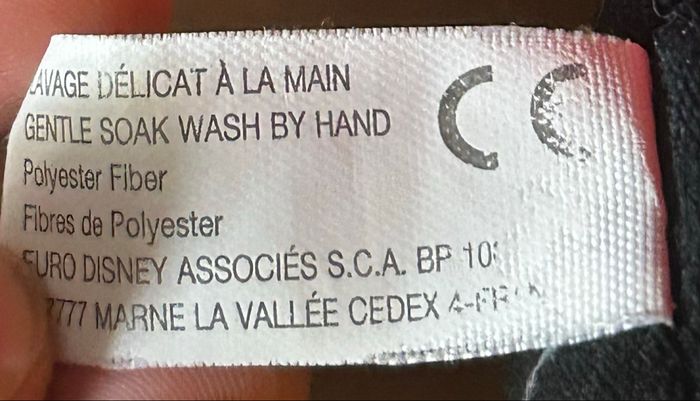 LAVAGE DÉLICAT À LA MAIN
GENTLE SOAK WASH BY HAND
Polyester Fiber
Fibres de Polyester
EURO DISNEY ASSOCIÉS S.C.A. BP
MARNE LA VALLÉE CEDEX
CE